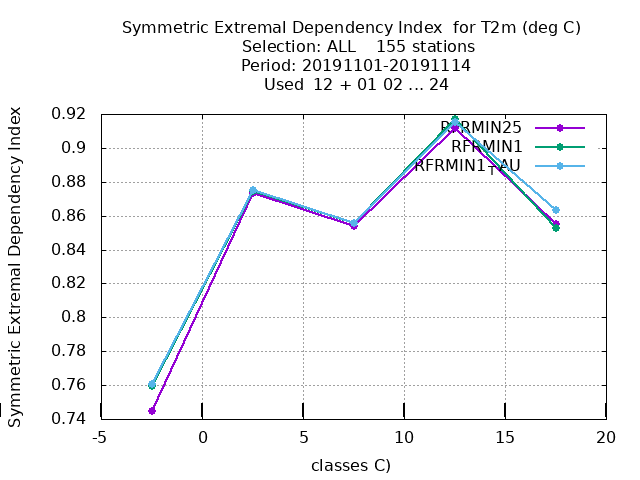 Symmetric Extremal Dependency Index for T2m (deg C)
Selection: ALL 155 stations
Period: 20191101-20191114
Used 12 + 01 02 ... 24
Symmetric Extremal Dependency Index
0.92
0.9
0.88
0.86
0.84
0.82
0.8
0.78
0.76
0.74
RFRMIN25
RFRMIN1
RFRMIN1+AU
-5
0
5
10
15
20
classes C)